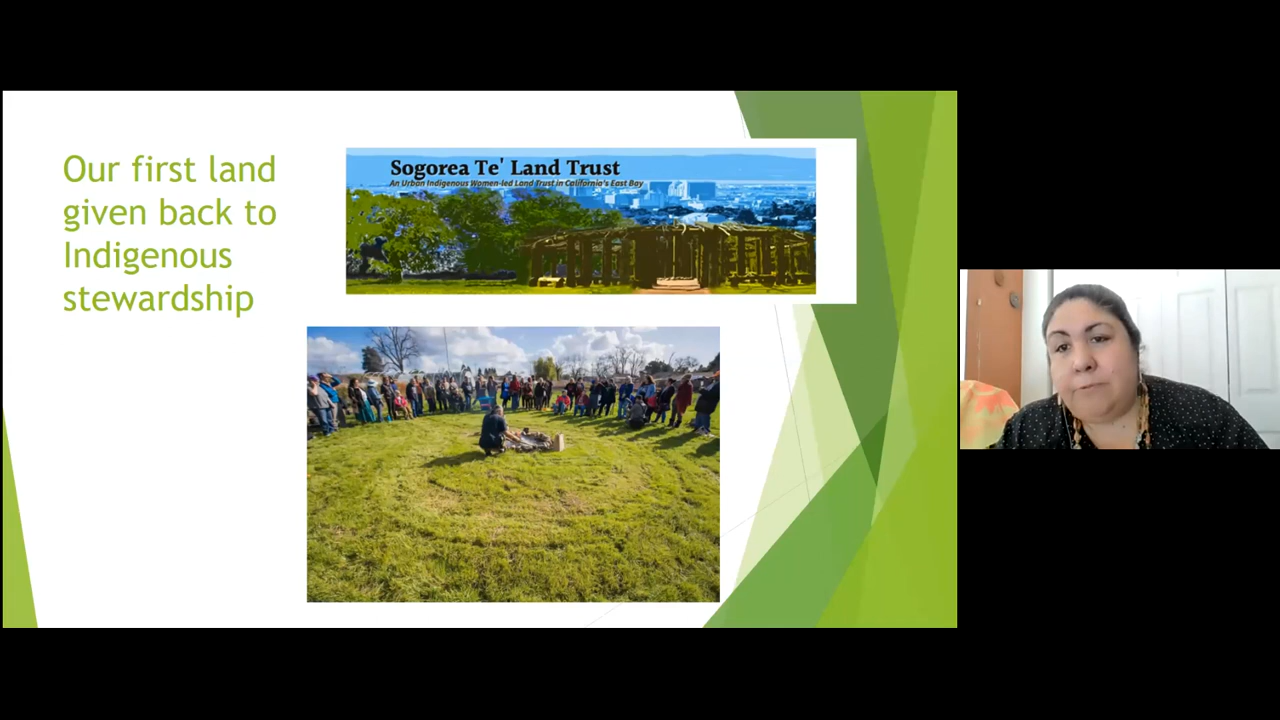 Our first land
given back to
Indigenous
stewardship
Sogorea Te' Land Trust
An Urban Indigenous Women-led Land Trust in California's East Bay